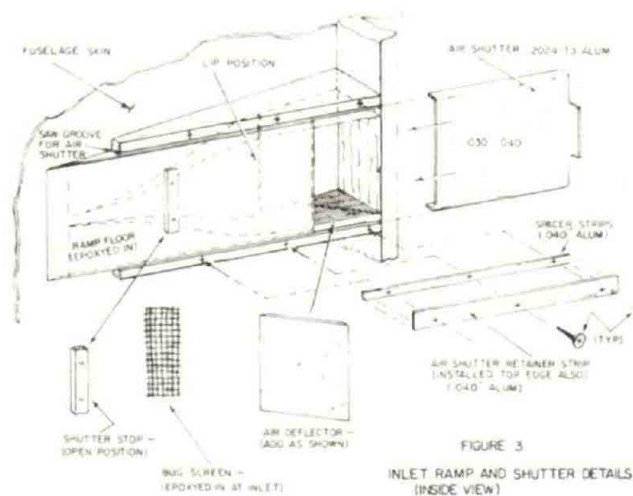 FUSELAGE SKIN
LIP POSITION
AIR SHUTTER 2024-T3 ALUM.
SAW GROOVE
FOR AIR
SHUTTER
.030 .040
RAMP FLOOR
(EPOXYED IN)
SPACER STRIPS
(.040 ALUM)
(TYP)
AIR SHUTTER RETAINER STRIP
(INSTALLED TOP EDGE ALSO)
(.040" ALUM)
SHUTTER STOP -
(OPEN POSITION)
BUG SCREEN -
(EPOXYED IN AT INLET)
AIR DEFLECTOR -
(ADD AS SHOWN)
FIGURE 3
INLET RAMP AND SHUTTER DETAILS
(INSIDE VIEW)